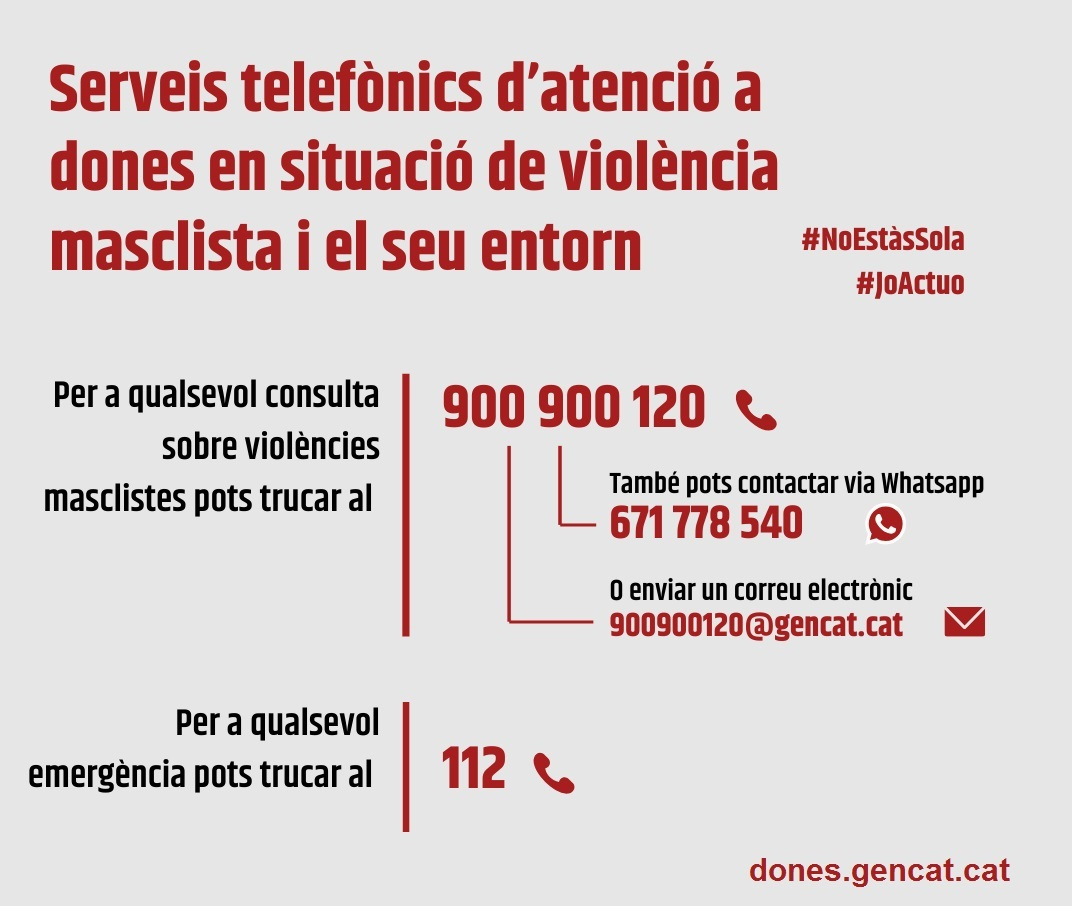 Serveis telefònics d’atenció a
dones en situació de violència
masclista i el seu entorn
#NoEstàsSola
#JoActuo
Per a qualsevol consulta
sobre violències
masclistes pots trucar al
900 900 120
També pots contactar via Whatsapp
671 778 540
O enviar un correu electrònic
900900120@gencat.cat
Per a qualsevol
emergència pots trucar al
112
dones.gencat.cat